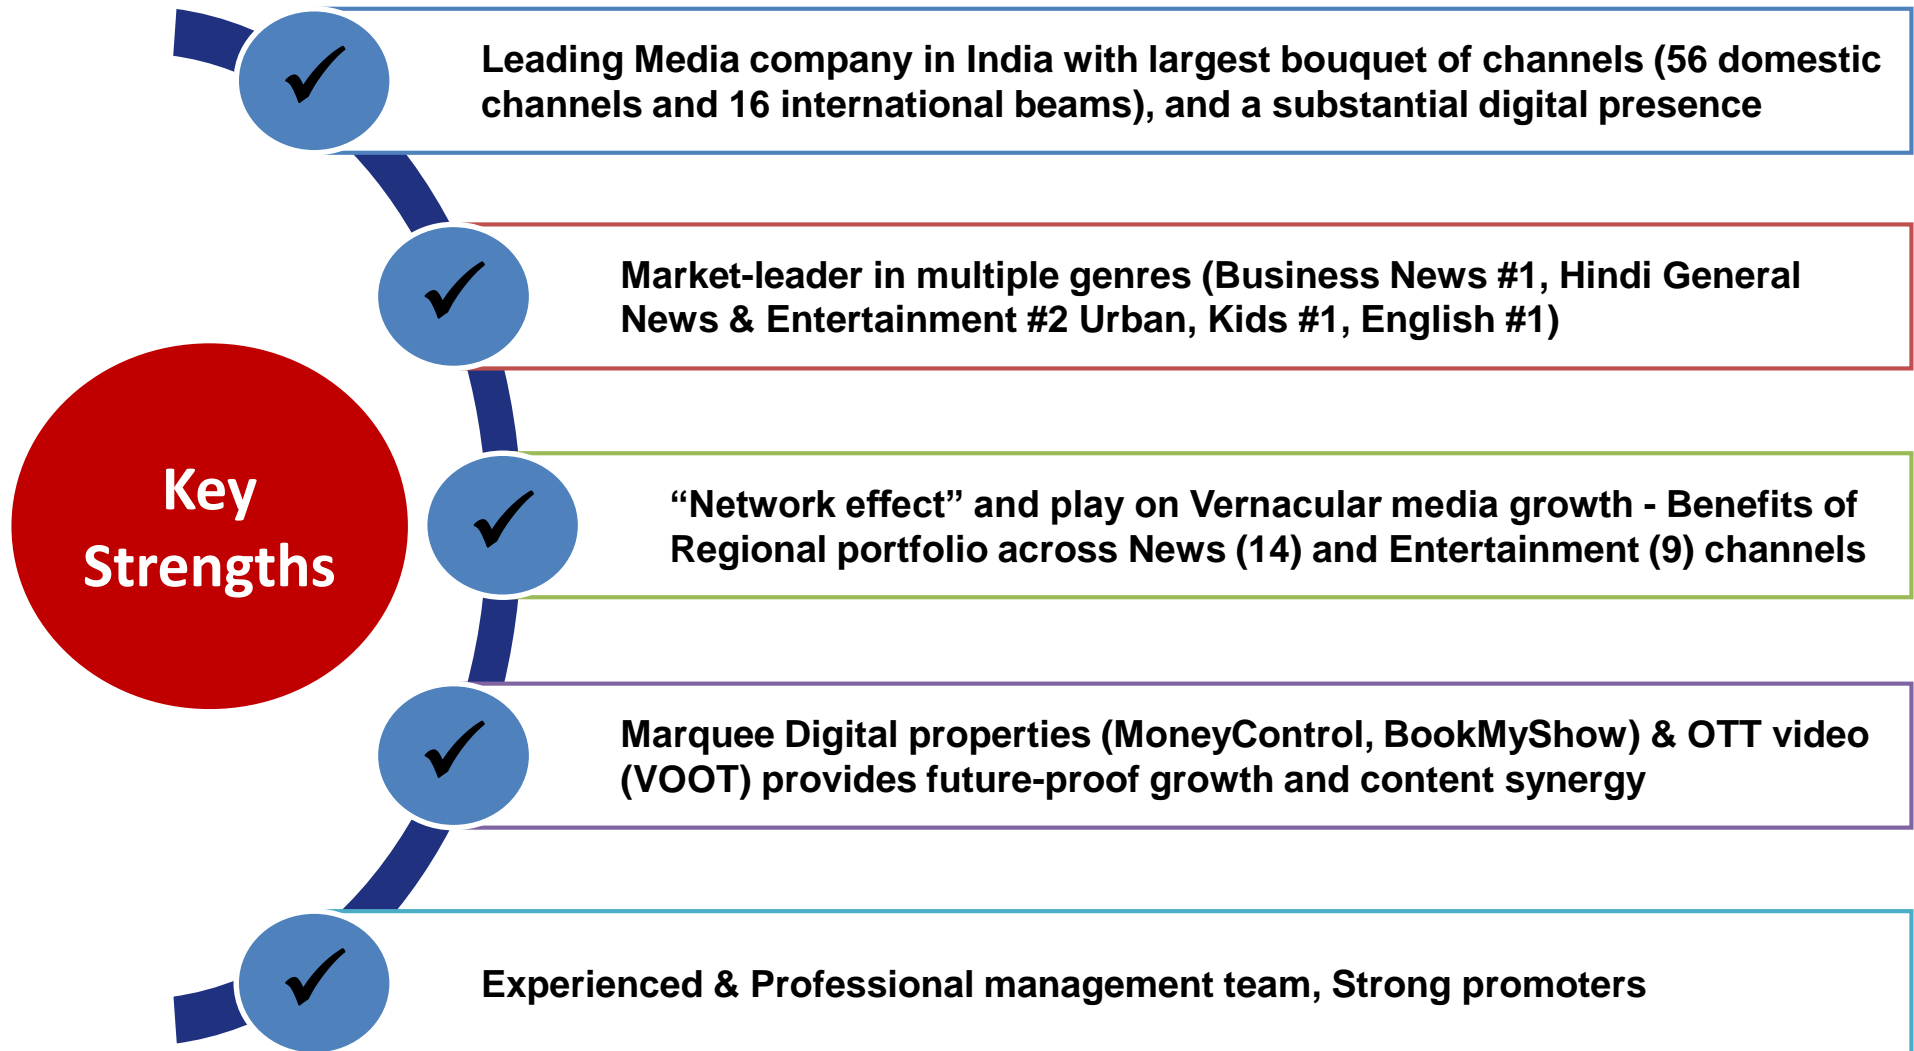 Leading Media company in India with largest bouquet of channels (56 domestic
channels and 16 international beams), and a substantial digital presence
Market-leader in multiple genres (Business News #1, Hindi General
News & Entertainment #2 Urban, Kids #1, English #1)
Key
Strengths
“Network effect” and play on Vernacular media growth - Benefits of
Regional portfolio across News (14) and Entertainment (9) channels
Marquee Digital properties (MoneyControl, BookMyShow) & OTT video
(VOOT) provides future-proof growth and content synergy
Experienced & Professional management team, Strong promoters